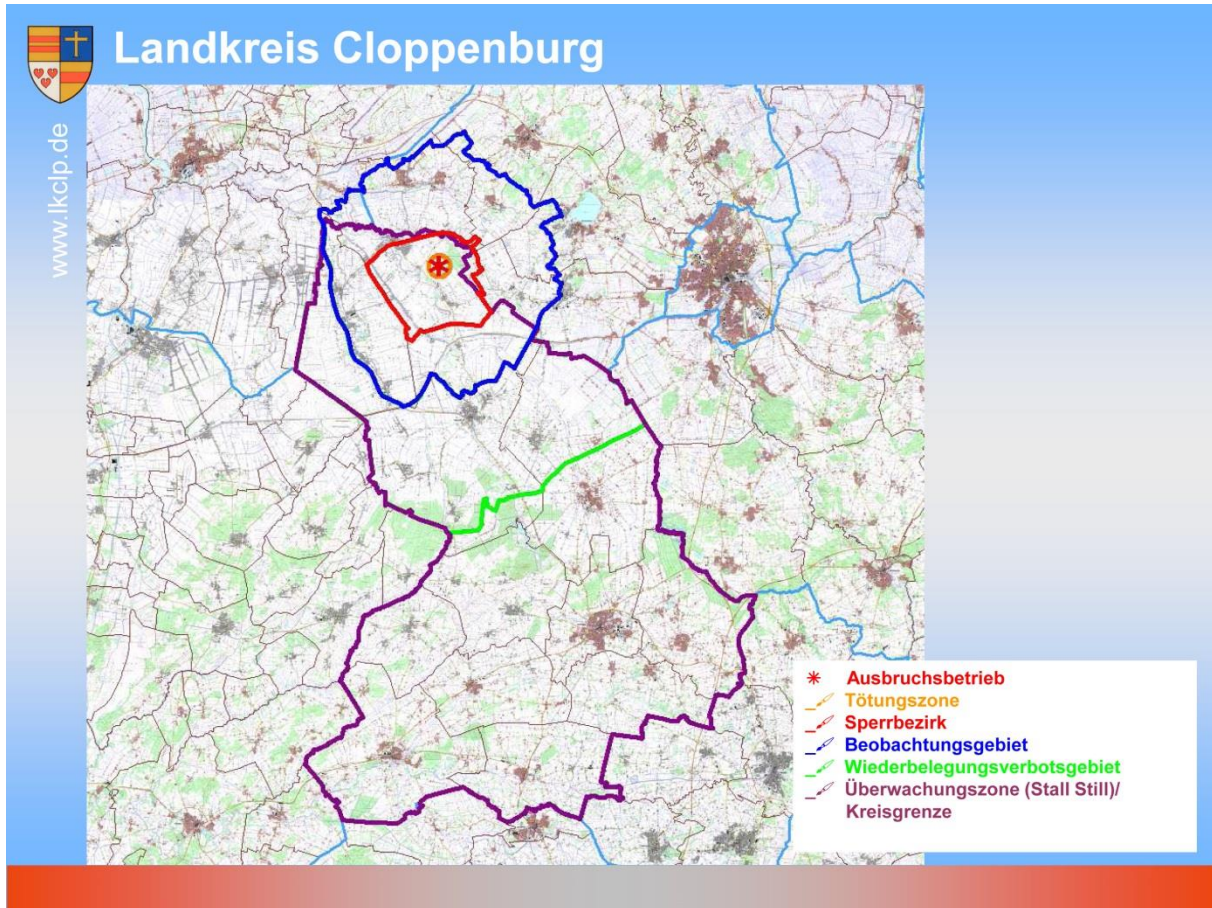 Landkreis Cloppenburg
www.lkclp.de
Ausbruchsbetrieb
Tötungszone
Sperrbezirk
Beobachtungsgebiet
Wiederbelegungsverbotsgebiet
Überwachungszone (Stall Still)/
Kreisgrenze